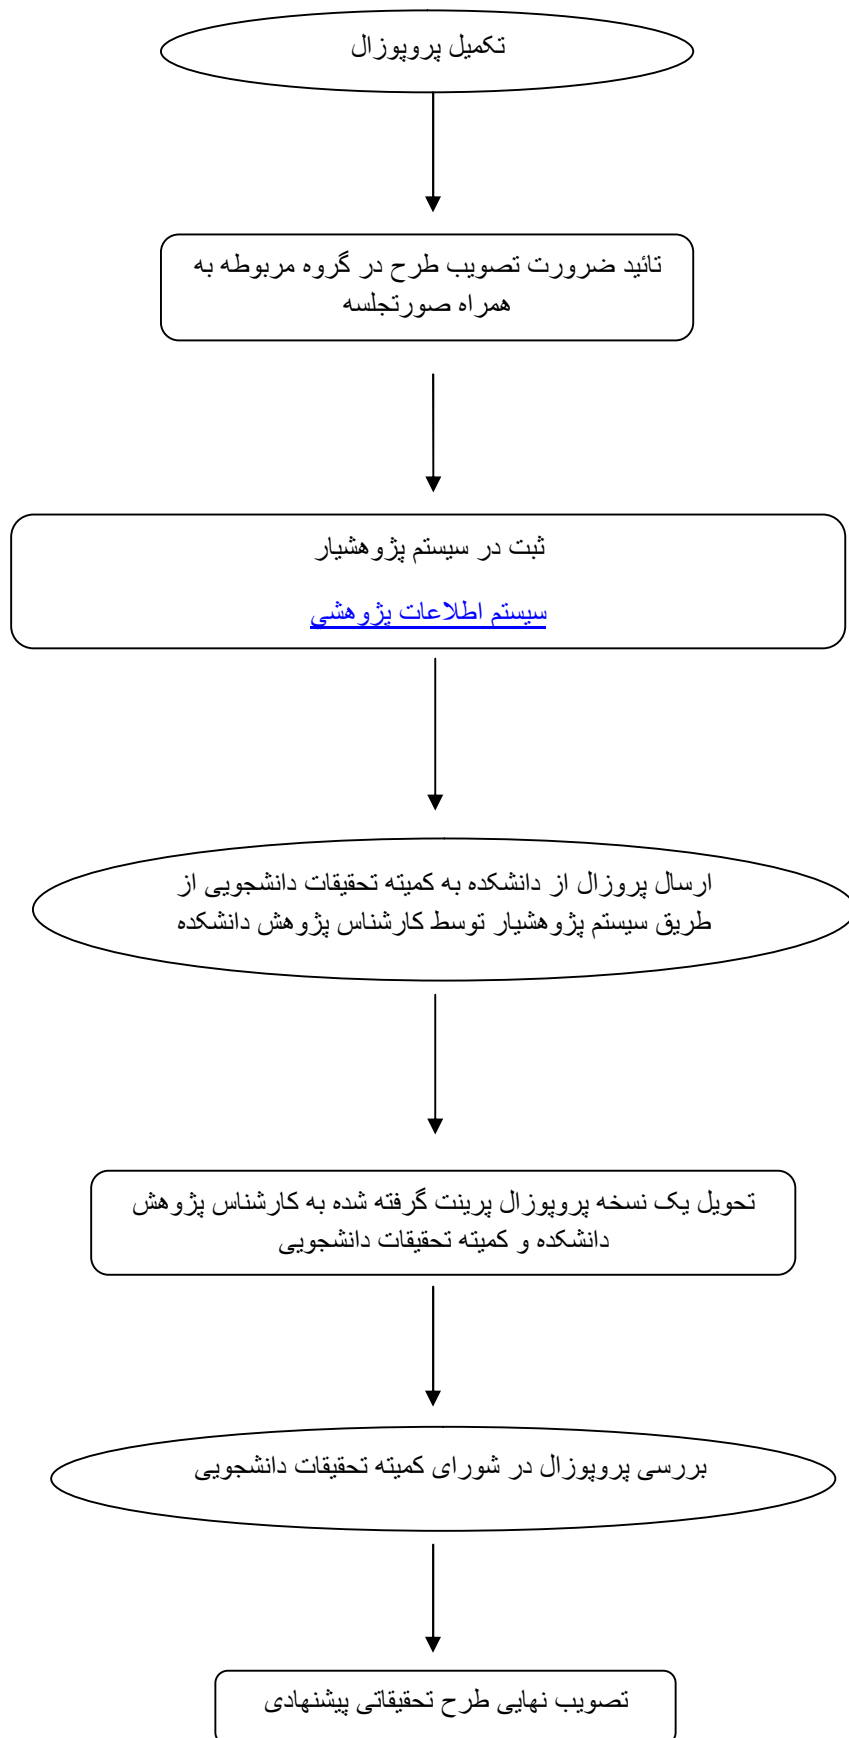 تکمیل پروپوزال
تائید ضرورت تصویب طرح در گروه مربوطه به
همراه صورتجلسه
ثبت در سیستم پژوهشیار
سیستم اطلاعات پژوهشی
ارسال پروزال از دانشکده به کمیته تحقیقات دانشجویی از
طریق سیستم پژوهشیار توسط کارشناس پژوهش دانشکده
تحویل یک نسخه پروپوزال پرینت گرفته شده به کارشناس پژوهش
دانشکده و کمیته تحقیقات دانشجویی
بررسی پروپوزال در شورای کمیته تحقیقات دانشجویی
تصویب نهایی طرح تحقیقاتی پیشنهادی